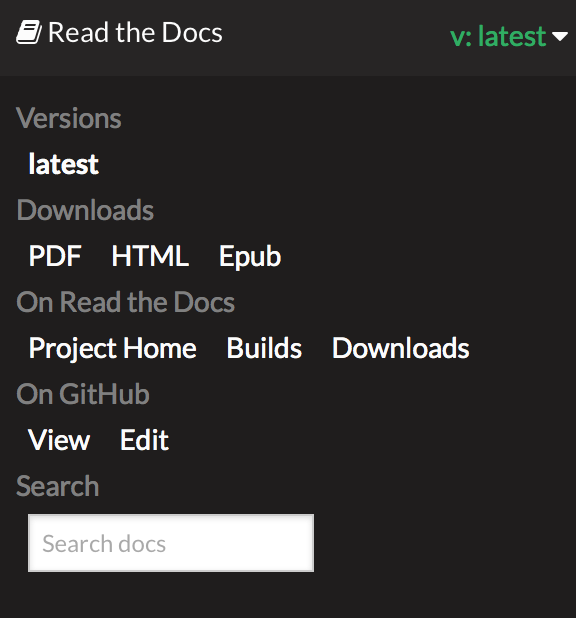 Read the Docs v: latest
Versions
latest
Downloads
PDF HTML Epub
On Read the Docs
Project Home Builds Downloads
On GitHub
View Edit
Search
Search docs